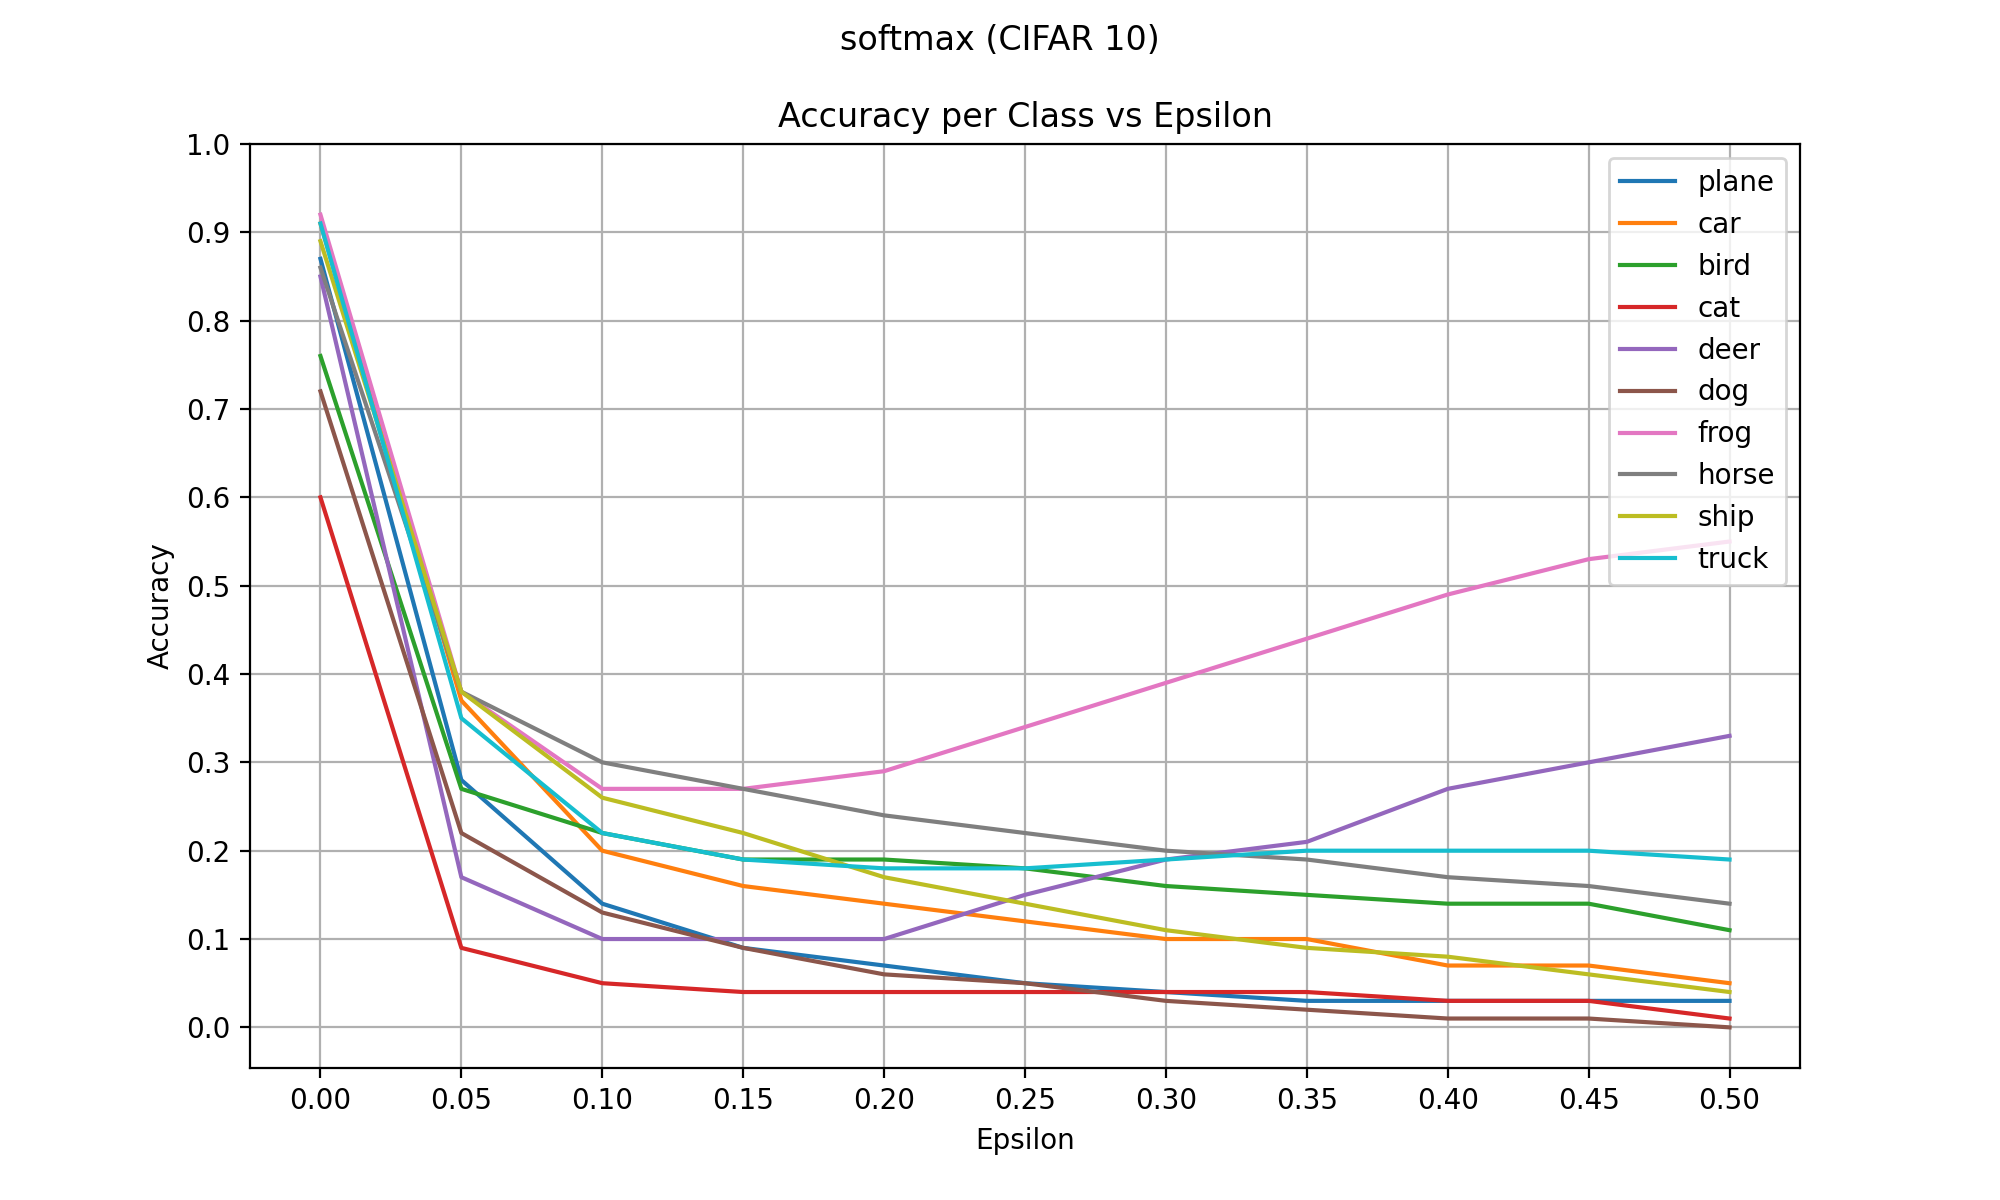 softmax (CIFAR 10)
Accuracy per Class vs Epsilon
1.0
0.9
0.8
0.7
0.6
0.5
0.4
0.3
0.2
0.1
0.0
Accuracy
plane
car
bird
cat
deer
dog
frog
horse
ship
truck
0.00 0.05 0.10 0.15 0.20 0.25 0.30 0.35 0.40 0.45 0.50
Epsilon